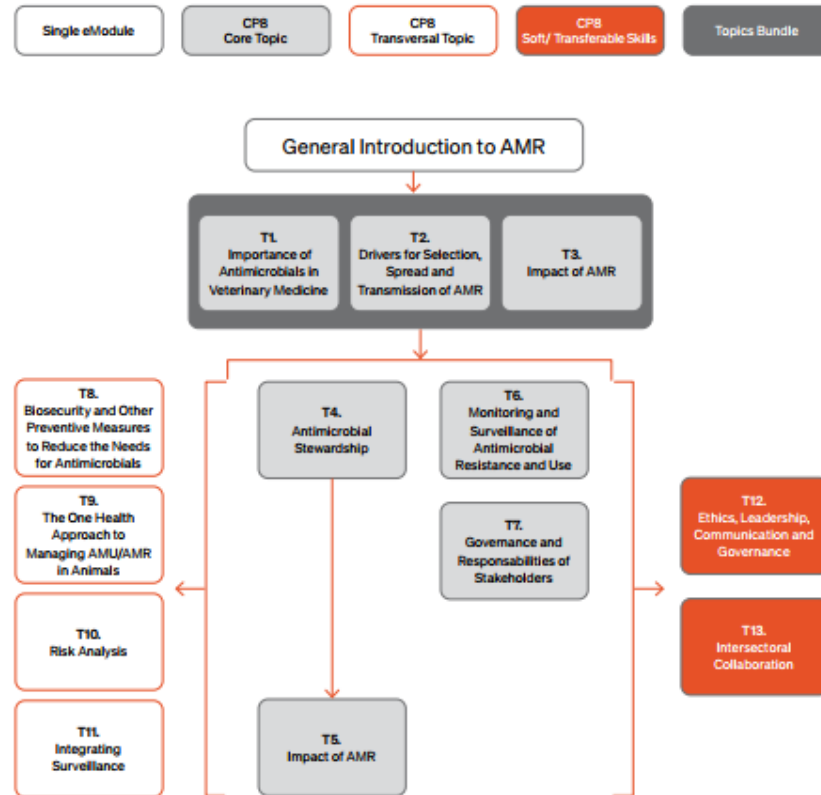 Single eModule
CP8
Core Topic
CP8
Transversal Topic
CP8
Soft/ Transferable Skills
Topics Bundle
General Introduction to AMR
T1.
Importance of
Antimicrobials in
Veterinary Medicine
T2.
Drivers for Selection,
Spread and
Transmission of AMR
T3.
Impact of AMR
T8.
Biosecurity and Other
Preventive Measures
to Reduce the Needs
for Antimicrobials
T4.
Antimicrobial
Stewardship
T6.
Monitoring and
Surveillance of
Antimicrobial
Resistance and Use
T9.
The One Health
Approach to
Managing AMU/AMR
in Animals
T7.
Governance and
Responsabilities of
Stakeholders
T12.
Ethics, Leadership,
Communication and
Governance
T10.
Risk Analysis
T13.
Intersectoral
Collaboration
T11.
Integrating
Surveillance
T5.
Impact of AMR